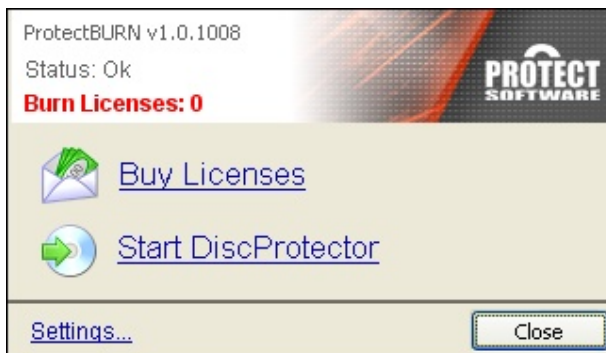 ProtectBURN v1.0.1008
Status: Ok
Burn Licenses: 0
PROTECT
SOFTWARE
Buy Licenses
Start DiscProtector
Settings...
Close